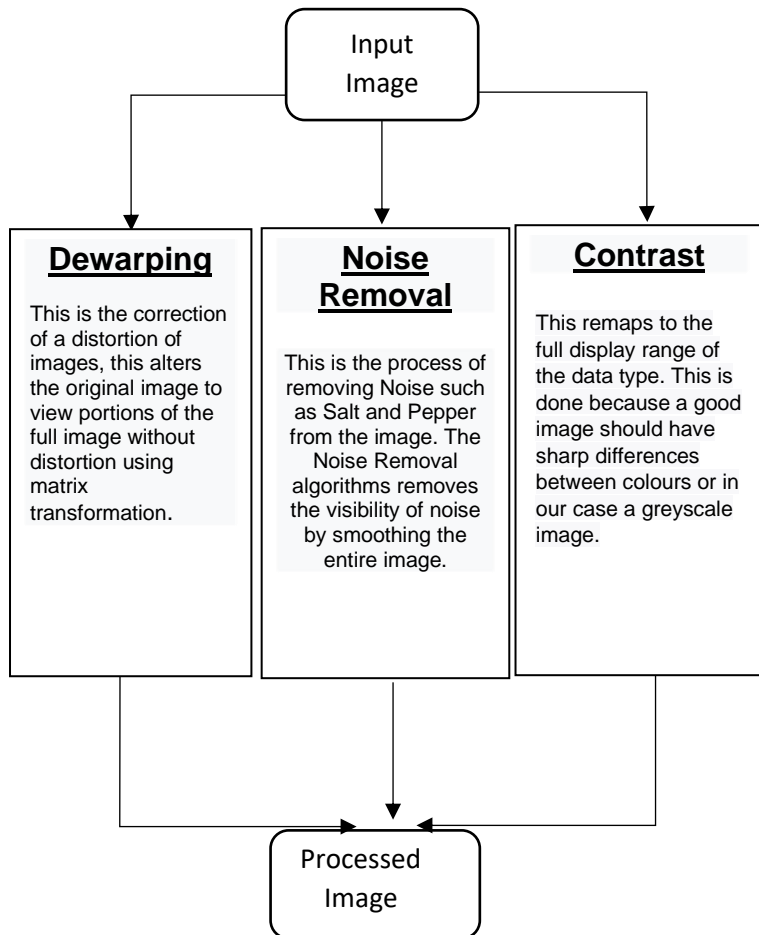 Input
Image
Dewarping
This is the correction
of a distortion of
images, this alters
the original image to
view portions of the
full image without
distortion using
matrix
transformation.
Noise
Removal
This is the process of
removing Noise such
as Salt and Pepper
from the image. The
Noise Removal
algorithms removes
the visibility of noise
by smoothing the
entire image.
Contrast
This remaps to the
full display range of
the data type. This is
done because a good
image should have
sharp differences
between colours or in
our case a greyscale
image.
Processed
Image